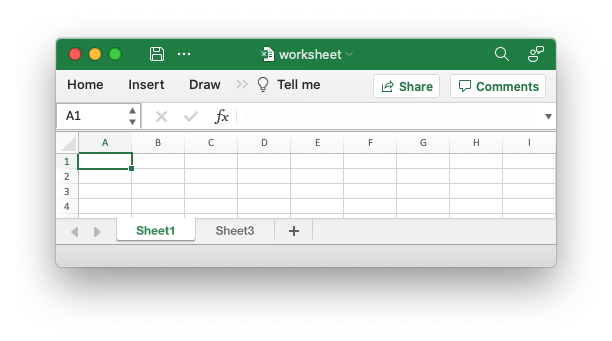 worksheet
Home Insert Draw Tell me Share Comments
A1 fx
A B C D E F G H I
1
2
3
4
Sheet1 Sheet3 +